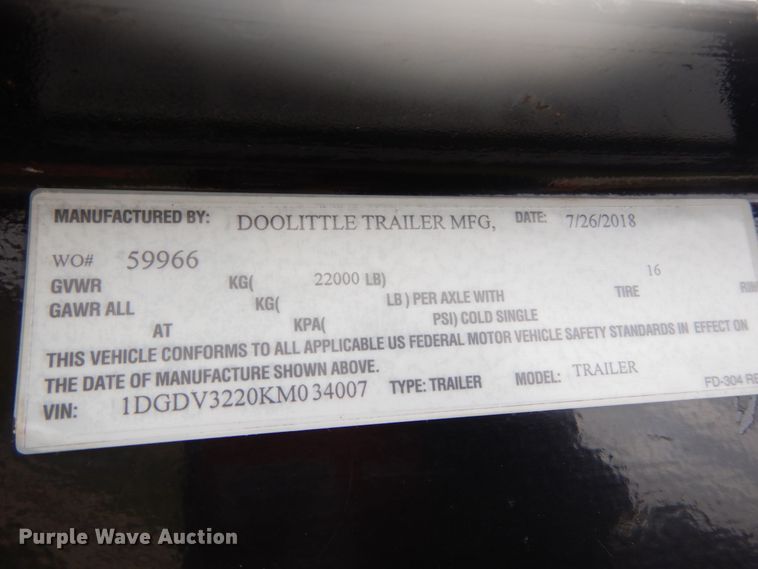 MANUFACTURED BY: DOOLITTLE TRAILER MFG, DATE: 7/26/2018
WO# 59966
GVWR KG( 22000 LB)
GAWR ALL KG( LB) PER AXLE WITH 16 TIRE RIM
AT KPA( PSI) COLD SINGLE
THIS VEHICLE CONFORMS TO ALL APPLICABLE US FEDERAL MOTOR VEHICLE SAFETY STANDARDS IN EFFECT ON
THE DATE OF MANUFACTURE SHOWN ABOVE.
VIN: 1DGDV3220KM034007 TYPE: TRAILER MODEL: TRAILER
FD-304 RE
Purple Wave Auction